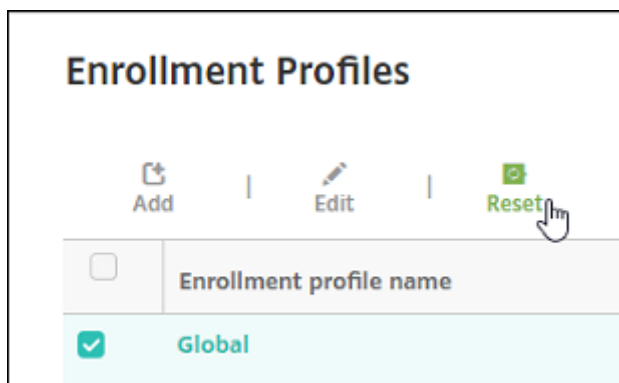 Enrollment Profiles
Add | Edit | Reset
Enrollment profile name
Global